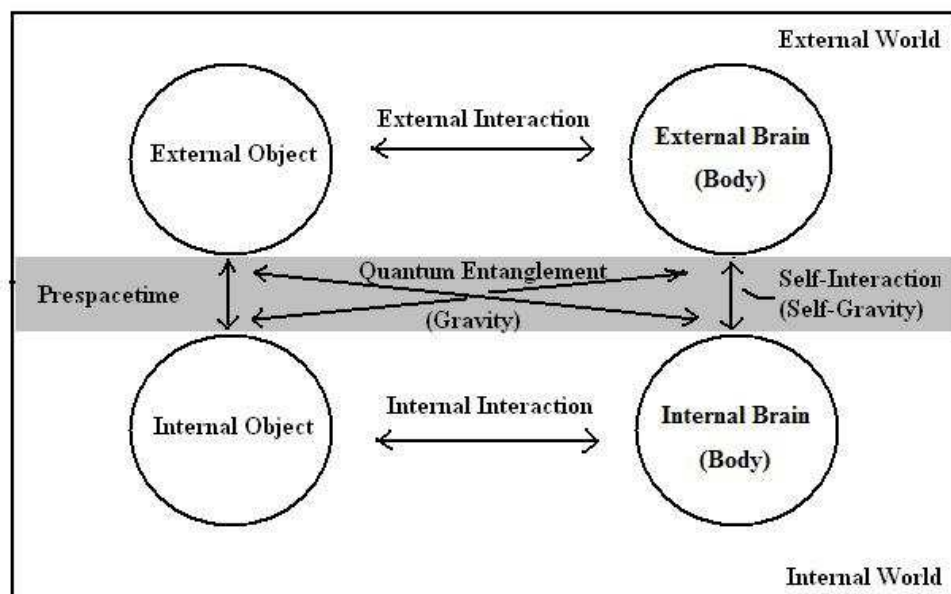 External World
External Interaction
External Object
External Brain
(Body)
Prespacetime
Quantum Entanglement
(Gravity)
Self-Interaction
(Self-Gravity)
Internal Object
Internal Interaction
Internal Brain
(Body)
Internal World